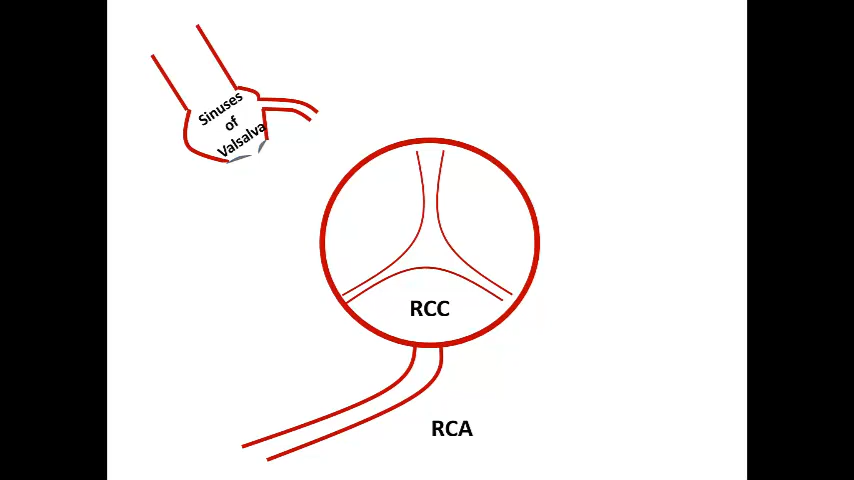 Sinuses
of
Valsalva
RCC
RCA